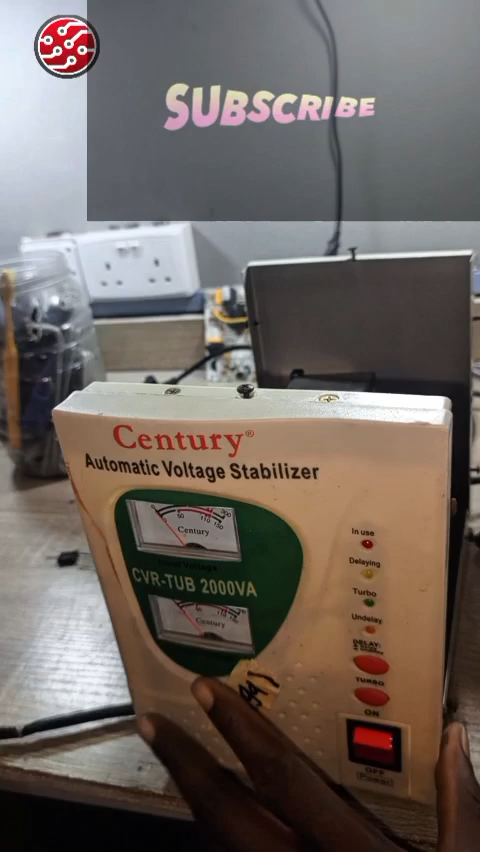 SUBSCRIBE
Century®
Automatic Voltage Stabilizer
Century
CVR-TUB 2000VA
Century
In use
Delaying
Turbo
Undelay
DELAY:
TURBO
ON
OFF
Power